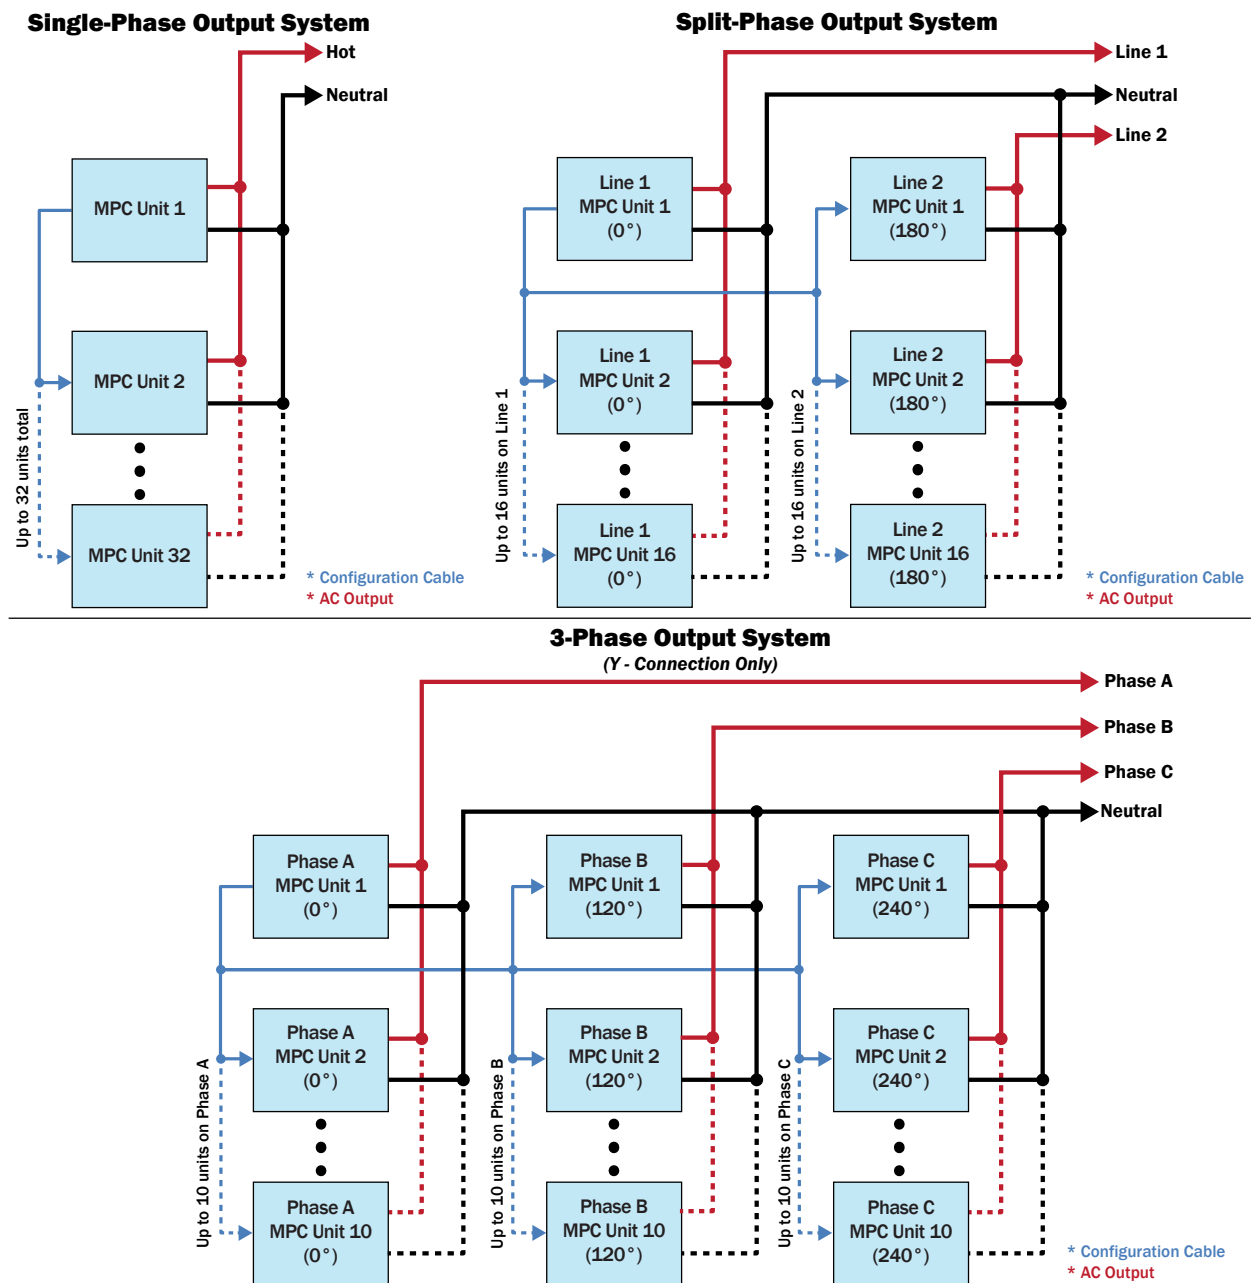 Single-Phase Output System
Hot
Neutral
MPC Unit 1
MPC Unit 2
MPC Unit 32
Up to 32 units total
* Configuration Cable
* AC Output
Split-Phase Output System
Line 1
Neutral
Line 2
Line 1
MPC Unit 1
(0°)
Line 2
MPC Unit 1
(180°)
Line 1
MPC Unit 2
(0°)
Line 2
MPC Unit 2
(180°)
Up to 16 units on Line 1
Up to 16 units on Line 2
Line 1
MPC Unit 16
(0°)
Line 2
MPC Unit 16
(180°)
* Configuration Cable
* AC Output
3-Phase Output System
(Y - Connection Only)
Phase A
Phase B
Phase C
Neutral
Phase A
MPC Unit 1
(0°)
Phase B
MPC Unit 1
(120°)
Phase C
MPC Unit 1
(240°)
Phase A
MPC Unit 2
(0°)
Phase B
MPC Unit 2
(120°)
Phase C
MPC Unit 2
(240°)
Up to 10 units on Phase A
Up to 10 units on Phase B
Up to 10 units on Phase C
Phase A
MPC Unit 10
(0°)
Phase B
MPC Unit 10
(120°)
Phase C
MPC Unit 10
(240°)
* Configuration Cable
* AC Output